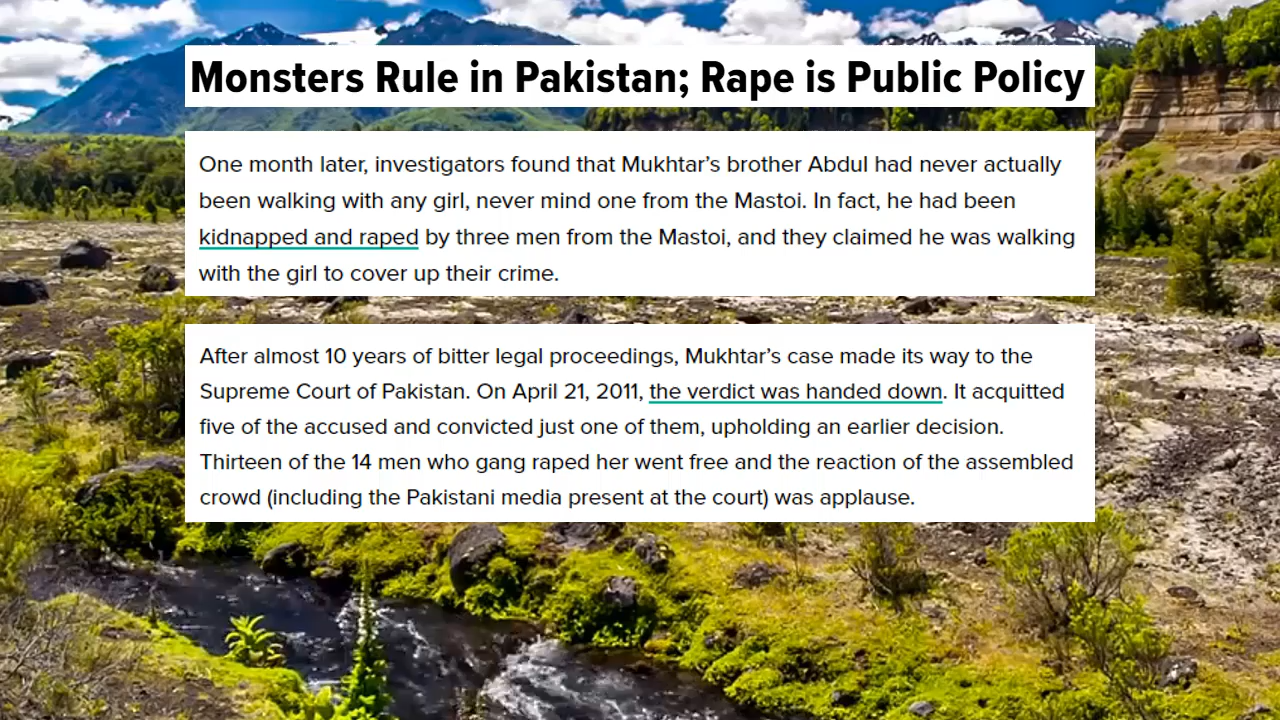 Monsters Rule in Pakistan; Rape is Public Policy
One month later, investigators found that Mukhtar’s brother Abdul had never actually
been walking with any girl, never mind one from the Mastoi. In fact, he had been
kidnapped and raped by three men from the Mastoi, and they claimed he was walking
with the girl to cover up their crime.
After almost 10 years of bitter legal proceedings, Mukhtar’s case made its way to the
Supreme Court of Pakistan. On April 21, 2011, the verdict was handed down. It acquitted
five of the accused and convicted just one of them, upholding an earlier decision.
Thirteen of the 14 men who gang raped her went free and the reaction of the assembled
crowd (including the Pakistani media present at the court) was applause.